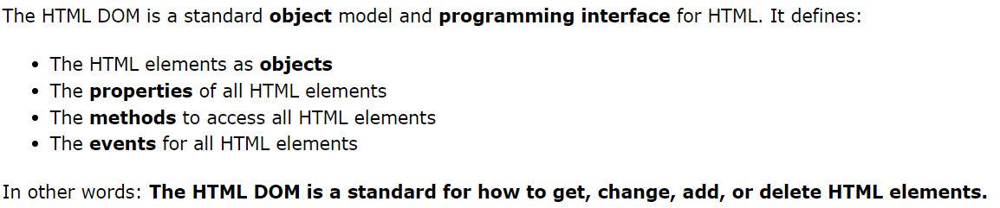 The HTML DOM is a standard object model and programming interface for HTML. It defines:
• The HTML elements as objects
• The properties of all HTML elements
• The methods to access all HTML elements
• The events for all HTML elements
In other words: The HTML DOM is a standard for how to get, change, add, or delete HTML elements.